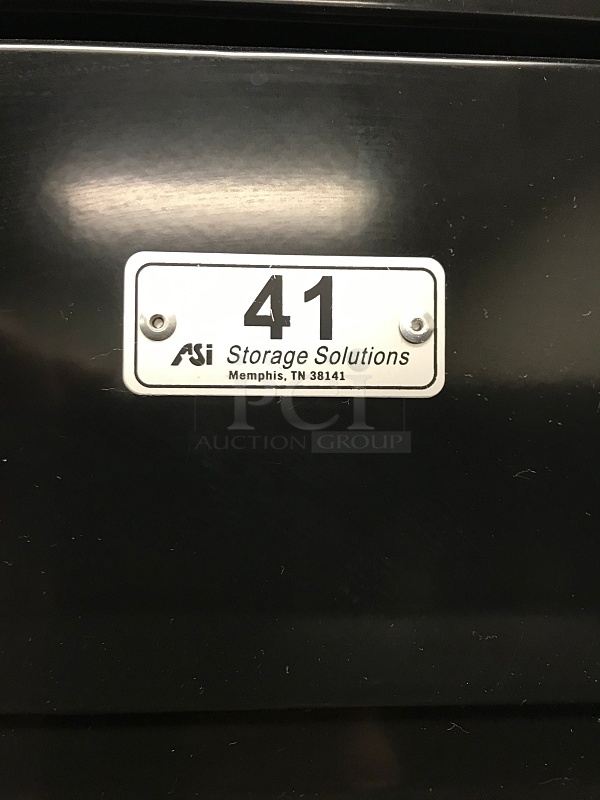 41
ASi Storage Solutions
Memphis, TN 38141
PCi
AUCTION GROUP